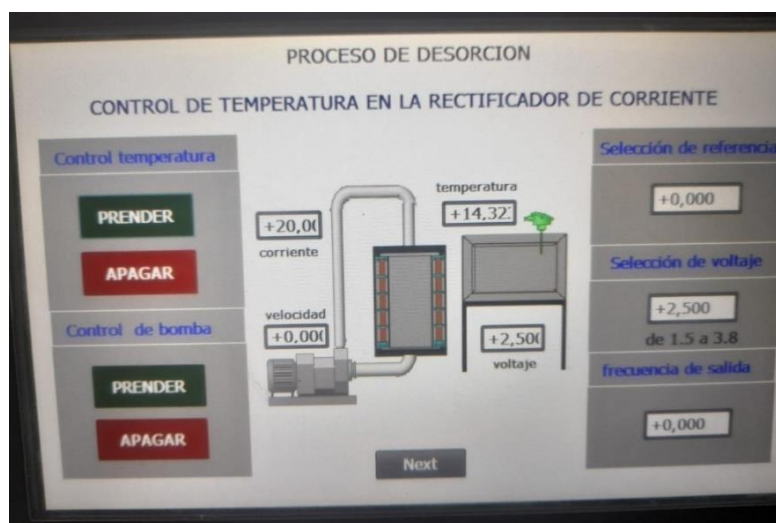 PROCESO DE DESORCION
CONTROL DE TEMPERATURA EN LA RECTIFICADOR DE CORRIENTE
Control temperatura
PRENDER
APAGAR
Control de bomba
PRENDER
APAGAR
+20,00
corriente
velocidad
+0,000
temperatura
+14,32
+2,500
voltaje
Next
Selección de referencia
+0,000
Selección de voltaje
+2,500
de 1.5 a 3.8
frecuencia de salida
+0,000